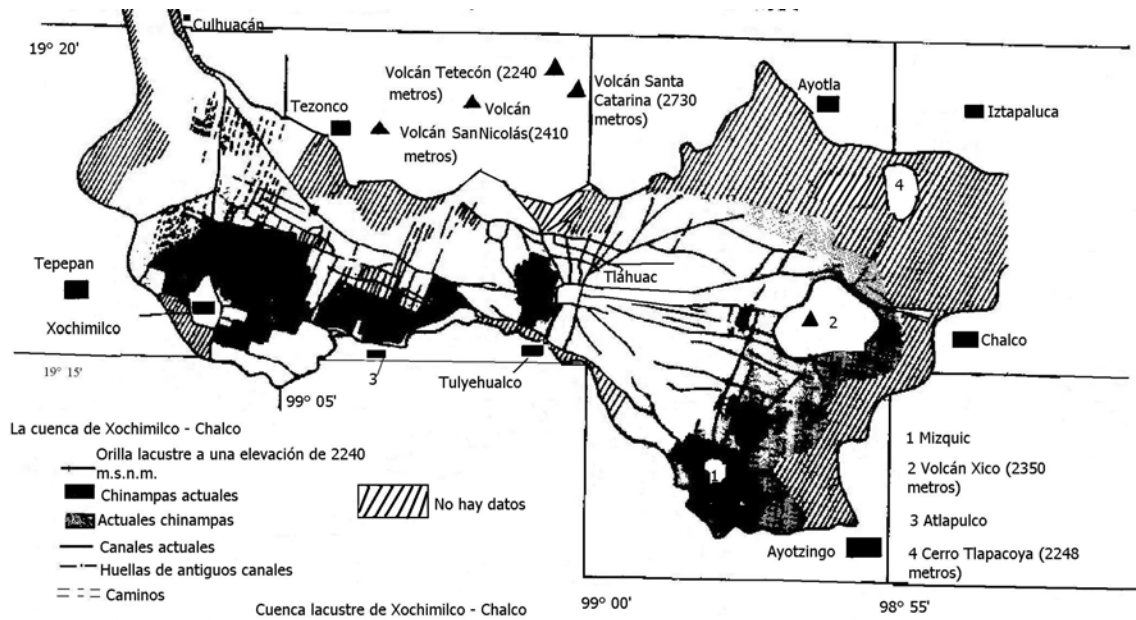 Culhuacán
19° 20'
Volcán Tetecón (2240
metros)
Volcán Santa
Catarina (2730
metros)
Ayotla
Iztapaluca
Tezonco
Volcán
Volcán SanNicolás(2410
metros)
4
Tepepan
Tláhuac
Xochimilco
2
Chalco
19° 15'
3
Tulyehualco
99° 05'
La cuenca de Xochimilco - Chalco
Orilla lacustre a una elevación de 2240
m.s.n.m.
Chinampas actuales
Actuales chinampas
Canales actuales
Huellas de antiguos canales
Caminos
No hay datos
1
Ayotzingo
1 Mizquic
2 Volcán Xico (2350
metros)
3 Atlapulco
4 Cerro Tlapacoya (2248
metros)
Cuenca lacustre de Xochimilco - Chalco
99° 00'
98° 55'